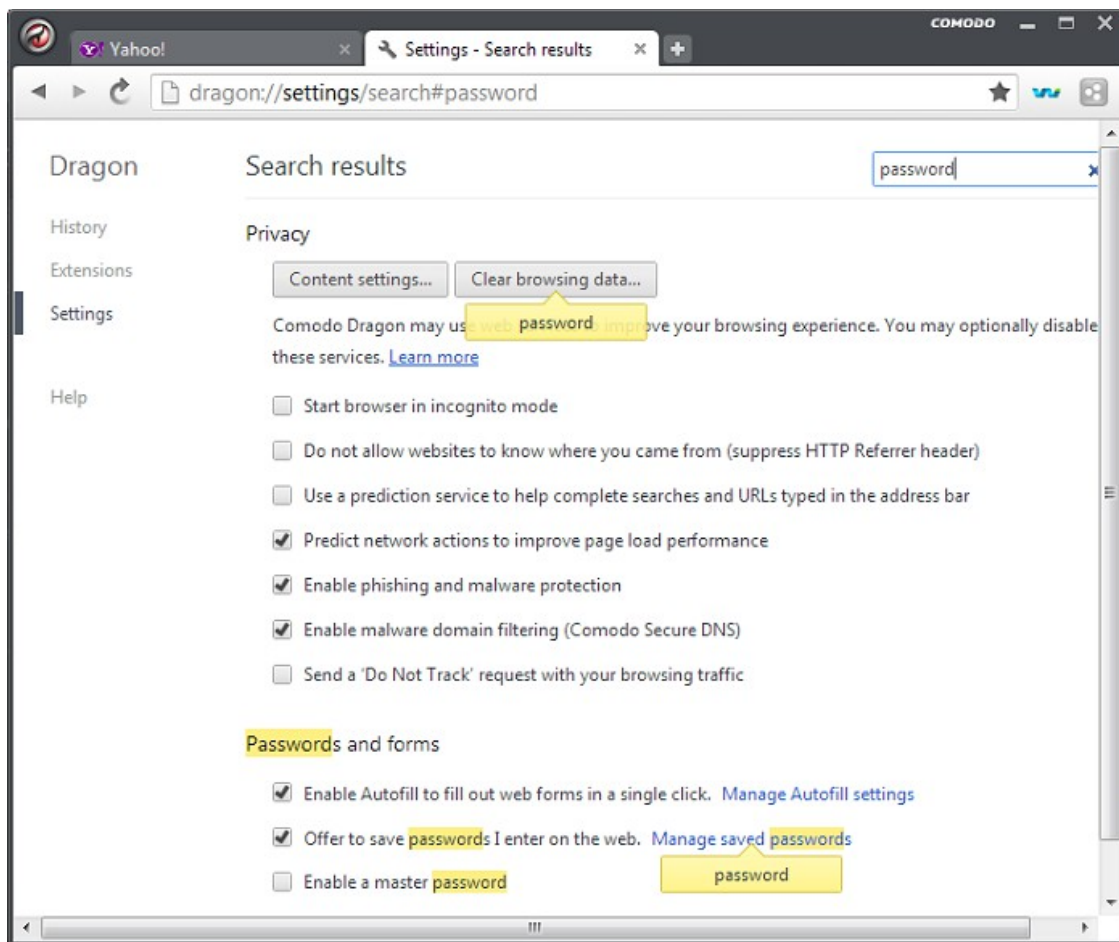 COMODO
Yahoo!
Settings - Search results
dragon://settings/search#password
Dragon
Search results
password
History
Extensions
Settings
Help
Privacy
Content settings...
Clear browsing data...
password
Comodo Dragon may use web improve your browsing experience. You may optionally disable
these services. Learn more
Start browser in incognito mode
Do not allow websites to know where you came from (suppress HTTP Referrer header)
Use a prediction service to help complete searches and URLs typed in the address bar
Predict network actions to improve page load performance
Enable phishing and malware protection
Enable malware domain filtering (Comodo Secure DNS)
Send a 'Do Not Track' request with your browsing traffic
Passwords and forms
Enable Autofill to fill out web forms in a single click. Manage Autofill settings
Offer to save passwords I enter on the web. Manage saved passwords
password
Enable a master password